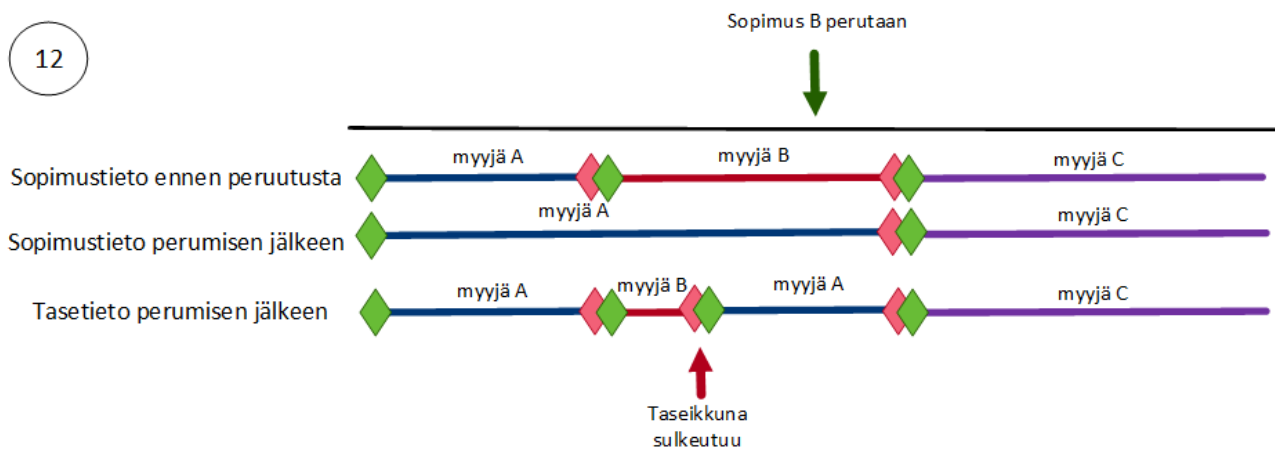 Sopimus B perutaan
12
myyjä A
myyjä B
myyjä C
Sopimustieto ennen peruutusta
myyjä A
myyjä C
Sopimustieto perumisen jälkeen
myyjä A
myyjä B
myyjä A
myyjä C
Tasetieto perumisen jälkeen
Taseikkuna
sulkeutuu